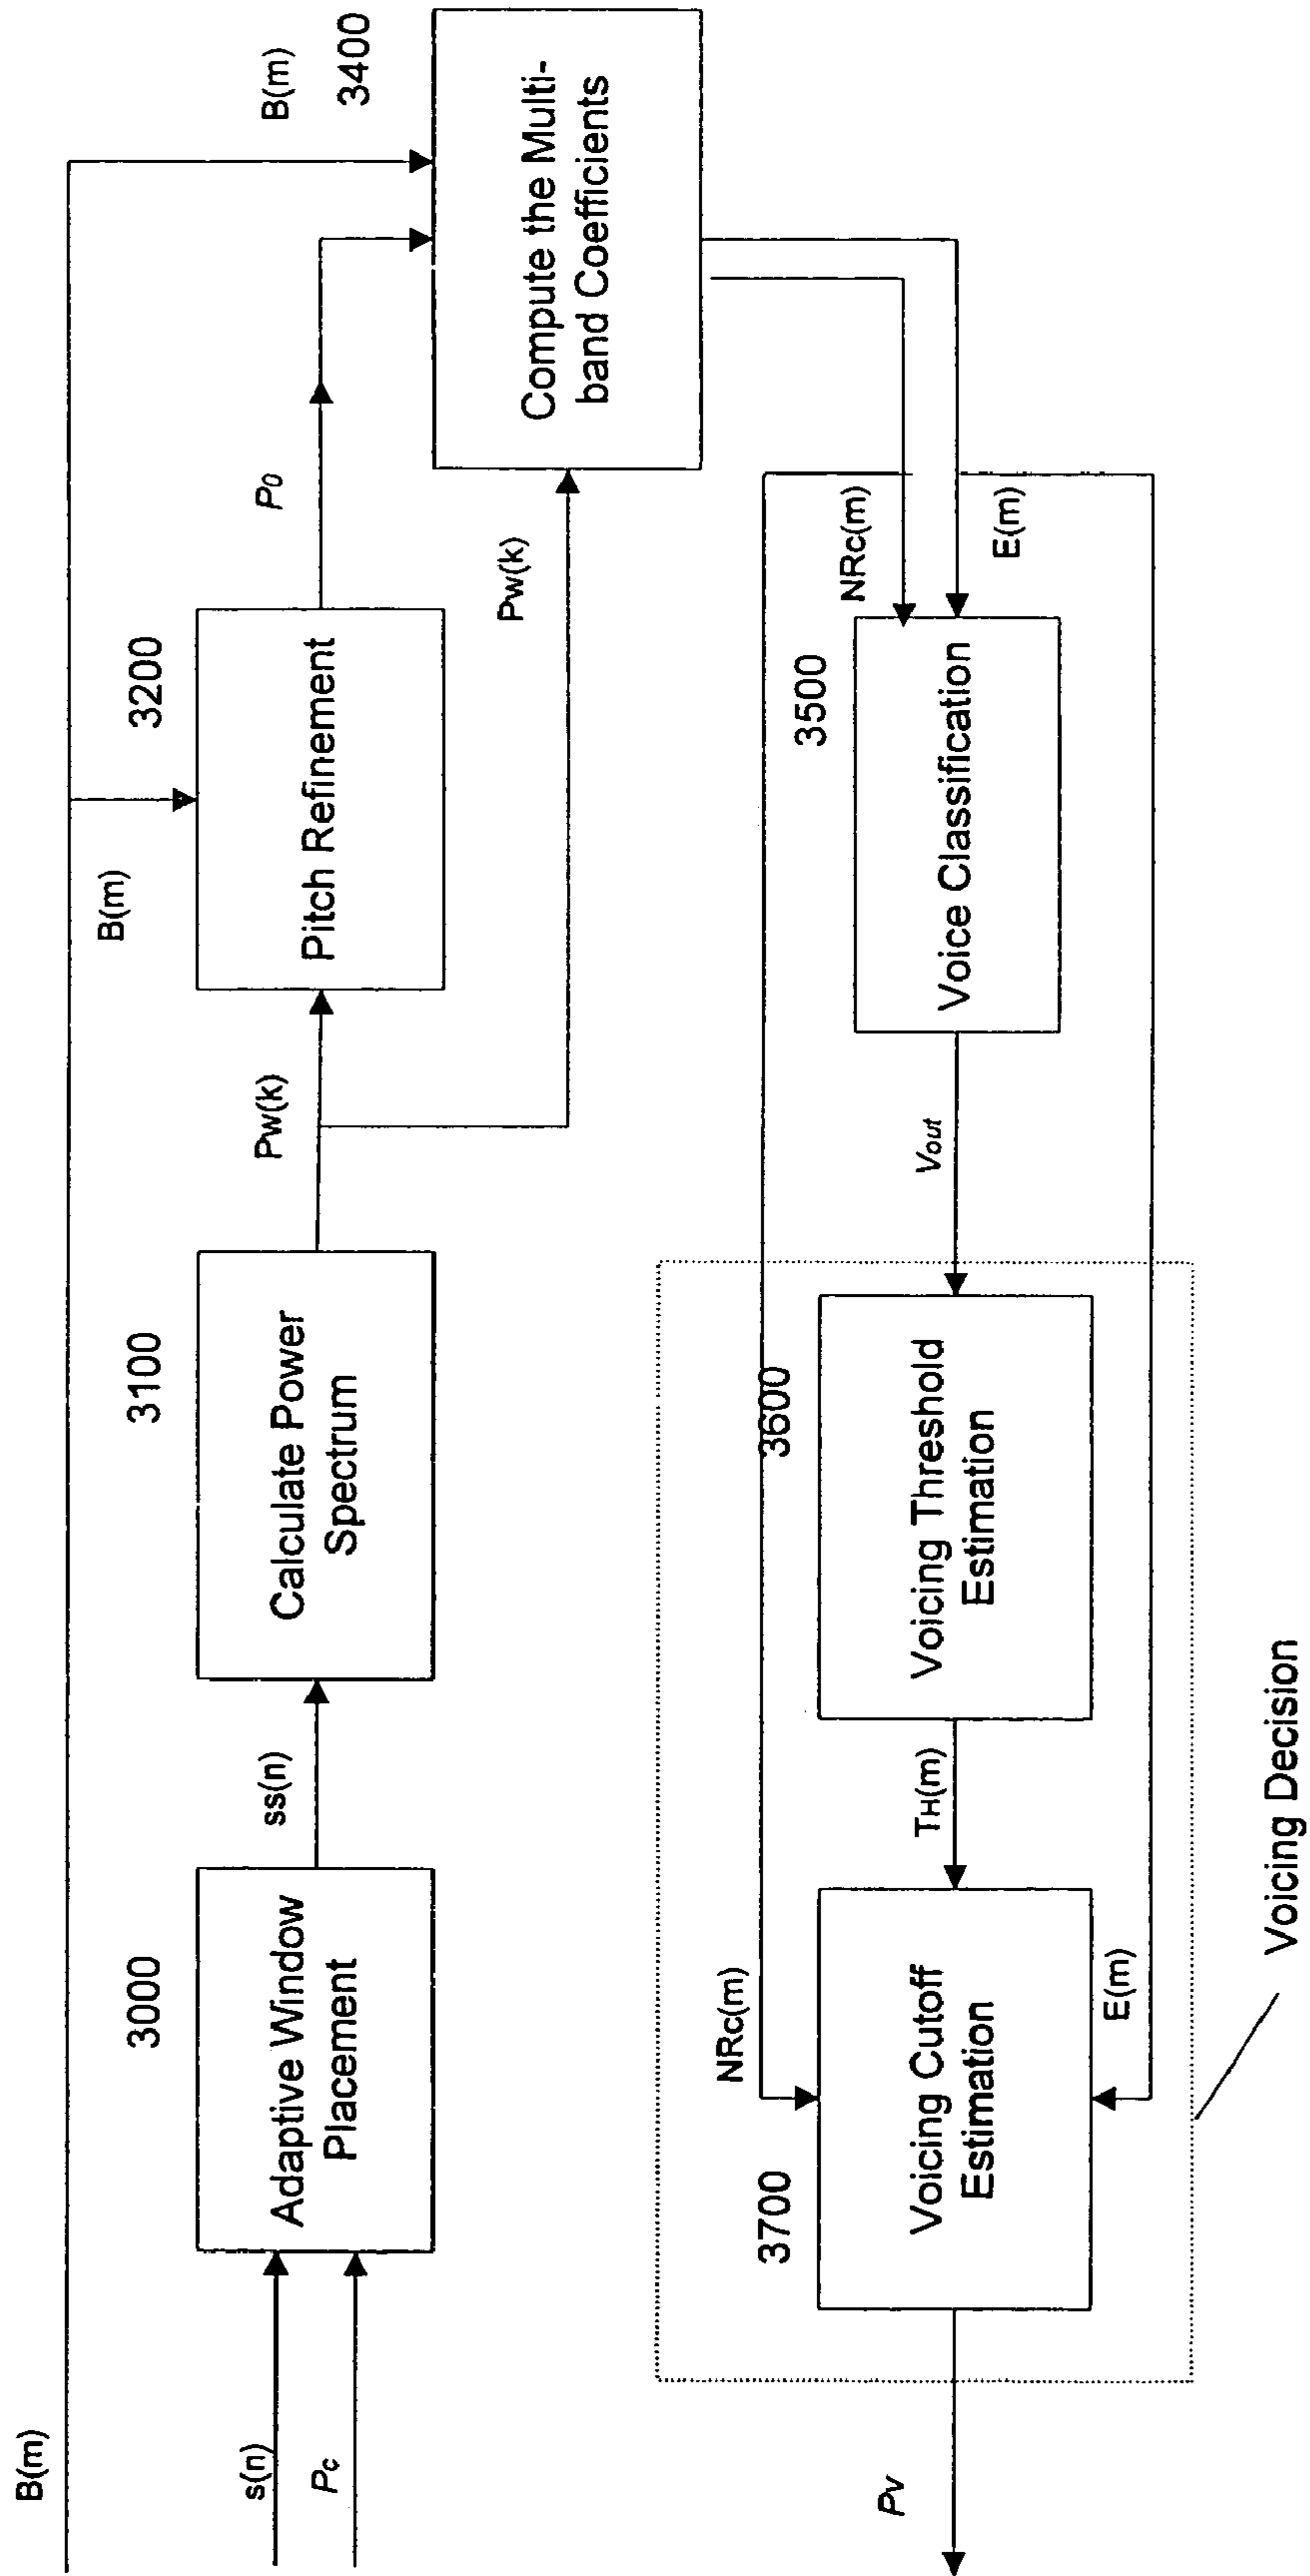 B(m)
B(m)
B(m)
3400
Compute the Multi-
band Coefficients
s(n)
Pc
3000
Adaptive Window
Placement
ss(n)
3100
Calculate Power
Spectrum
Pw(k)
3200
Pitch Refinement
P0
Pw(k)
NRc(m)
E(m)
3500
Voice Classification
Vout
3600
Voicing Threshold
Estimation
TH(m)
NRc(m)
3700
Voicing Cutoff
Estimation
E(m)
Pv
Voicing Decision